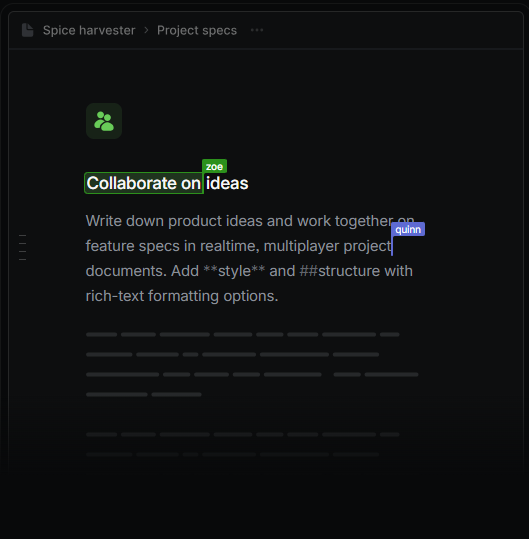 Spice harvester › Project specs ···
zoe
Collaborate on ideas
Write down product ideas and work together on
quinn
feature specs in realtime, multiplayer project
documents. Add **style** and ##structure with
rich-text formatting options.